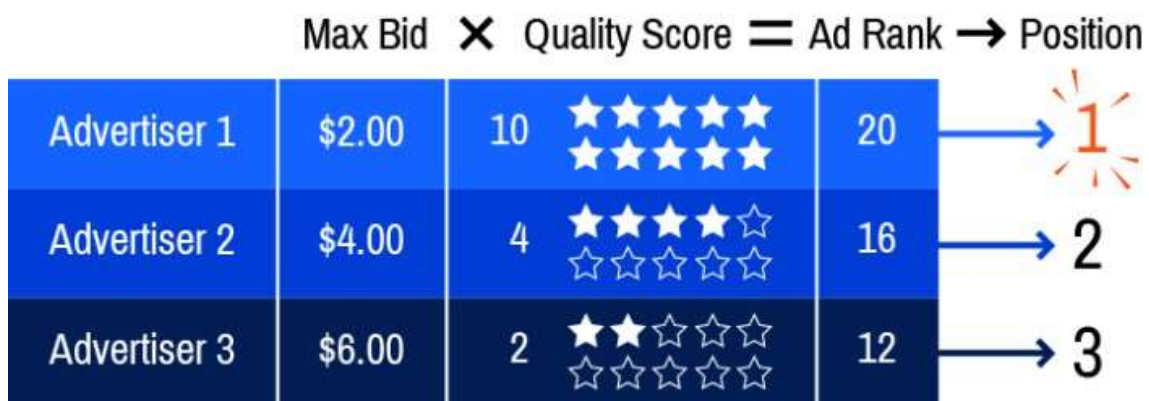 Max Bid × Quality Score = Ad Rank → Position
Advertiser 1 $2.00 10 20 1
Advertiser 2 $4.00 4 16 2
Advertiser 3 $6.00 2 12 3